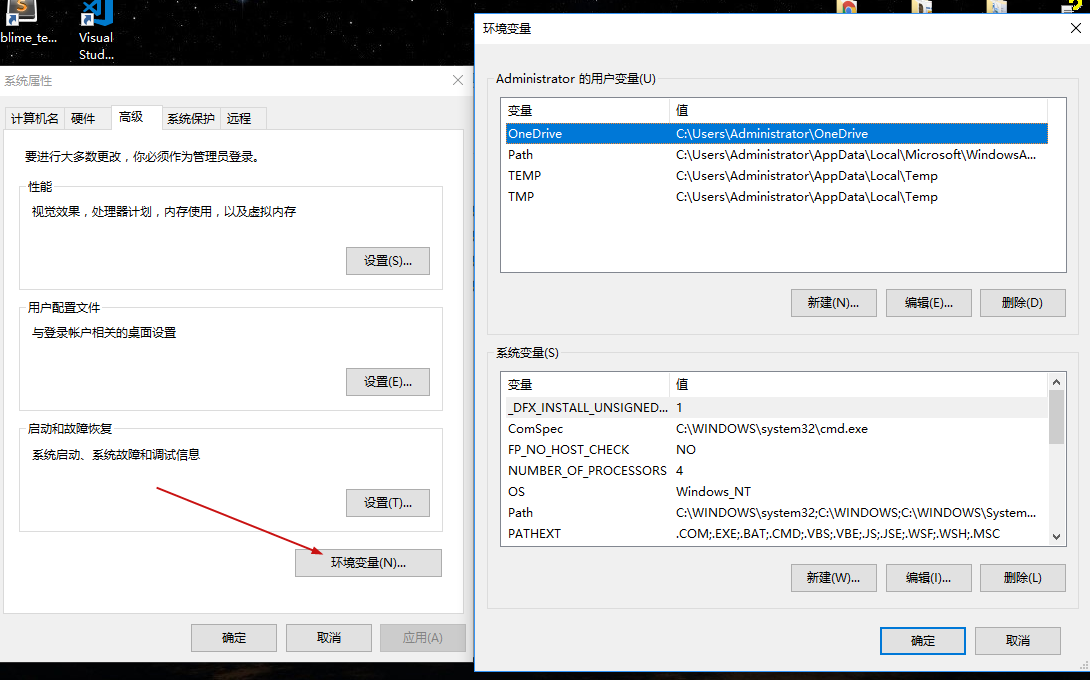 blime_te...
Visual
Stud...
系统属性
计算机名
硬件
高级
系统保护
远程
要进行大多数更改，你必须作为管理员登录。
性能
视觉效果，处理器计划，内存使用，以及虚拟内存
设置(S)...
用户配置文件
与登录帐户相关的桌面设置
设置(E)...
启动和故障恢复
系统启动、系统故障和调试信息
设置(T)...
环境变量(N)...
确定
取消
应用(A)
环境变量
Administrator 的用户变量(U)
变量 值
OneDrive C:\Users\Administrator\OneDrive
Path C:\Users\Administrator\AppData\Local\Microsoft\WindowsA...
TEMP C:\Users\Administrator\AppData\Local\Temp
TMP C:\Users\Administrator\AppData\Local\Temp
新建(N)...
编辑(E)...
删除(D)
系统变量(S)
变量 值
_DFX_INSTALL_UNSIGNED... 1
ComSpec C:\WINDOWS\system32\cmd.exe
FP_NO_HOST_CHECK NO
NUMBER_OF_PROCESSORS 4
OS Windows_NT
Path C:\WINDOWS\system32;C:\WINDOWS;C:\WINDOWS\System...
PATHEXT .COM;.EXE;.BAT;.CMD;.VBS;.VBE;.JS;.JSE;.WSF;.WSH;.MSC
新建(W)...
编辑(I)...
删除(L)
确定
取消